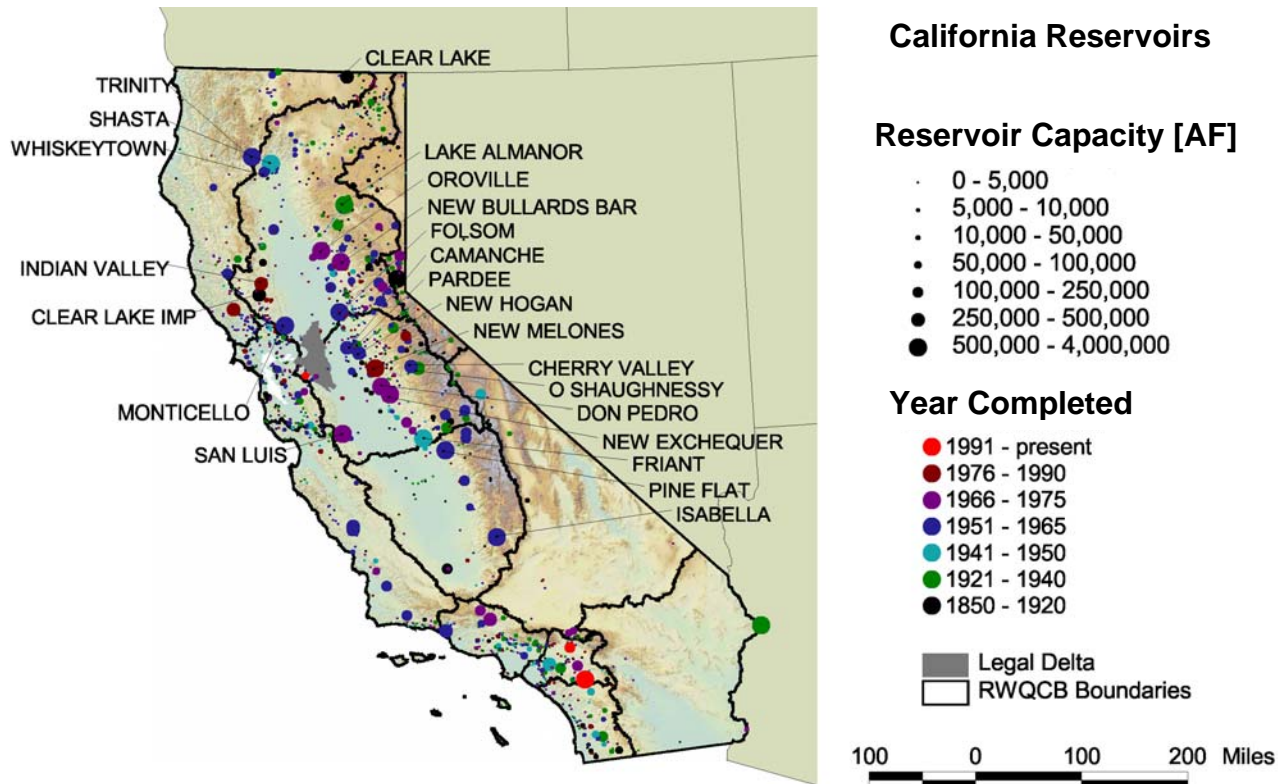 CLEAR LAKE
TRINITY
SHASTA
WHISKEYTOWN
LAKE ALMANOR
OROVILLE
NEW BULLARDS BAR
FOLSOM
CAMANCHE
PARDEE
NEW HOGAN
NEW MELONES
INDIAN VALLEY
CLEAR LAKE IMP
CHERRY VALLEY
O SHAUGHNESSY
DON PEDRO
MONTICELLO
NEW EXCHEQUER
SAN LUIS
FRIANT
PINE FLAT
ISABELLA
California Reservoirs
Reservoir Capacity [AF]
0 - 5,000
5,000 - 10,000
10,000 - 50,000
50,000 - 100,000
100,000 - 250,000
250,000 - 500,000
500,000 - 4,000,000
Year Completed
1991 - present
1976 - 1990
1966 - 1975
1951 - 1965
1941 - 1950
1921 - 1940
1850 - 1920
Legal Delta
RWQCB Boundaries
100 0 100 200 Miles